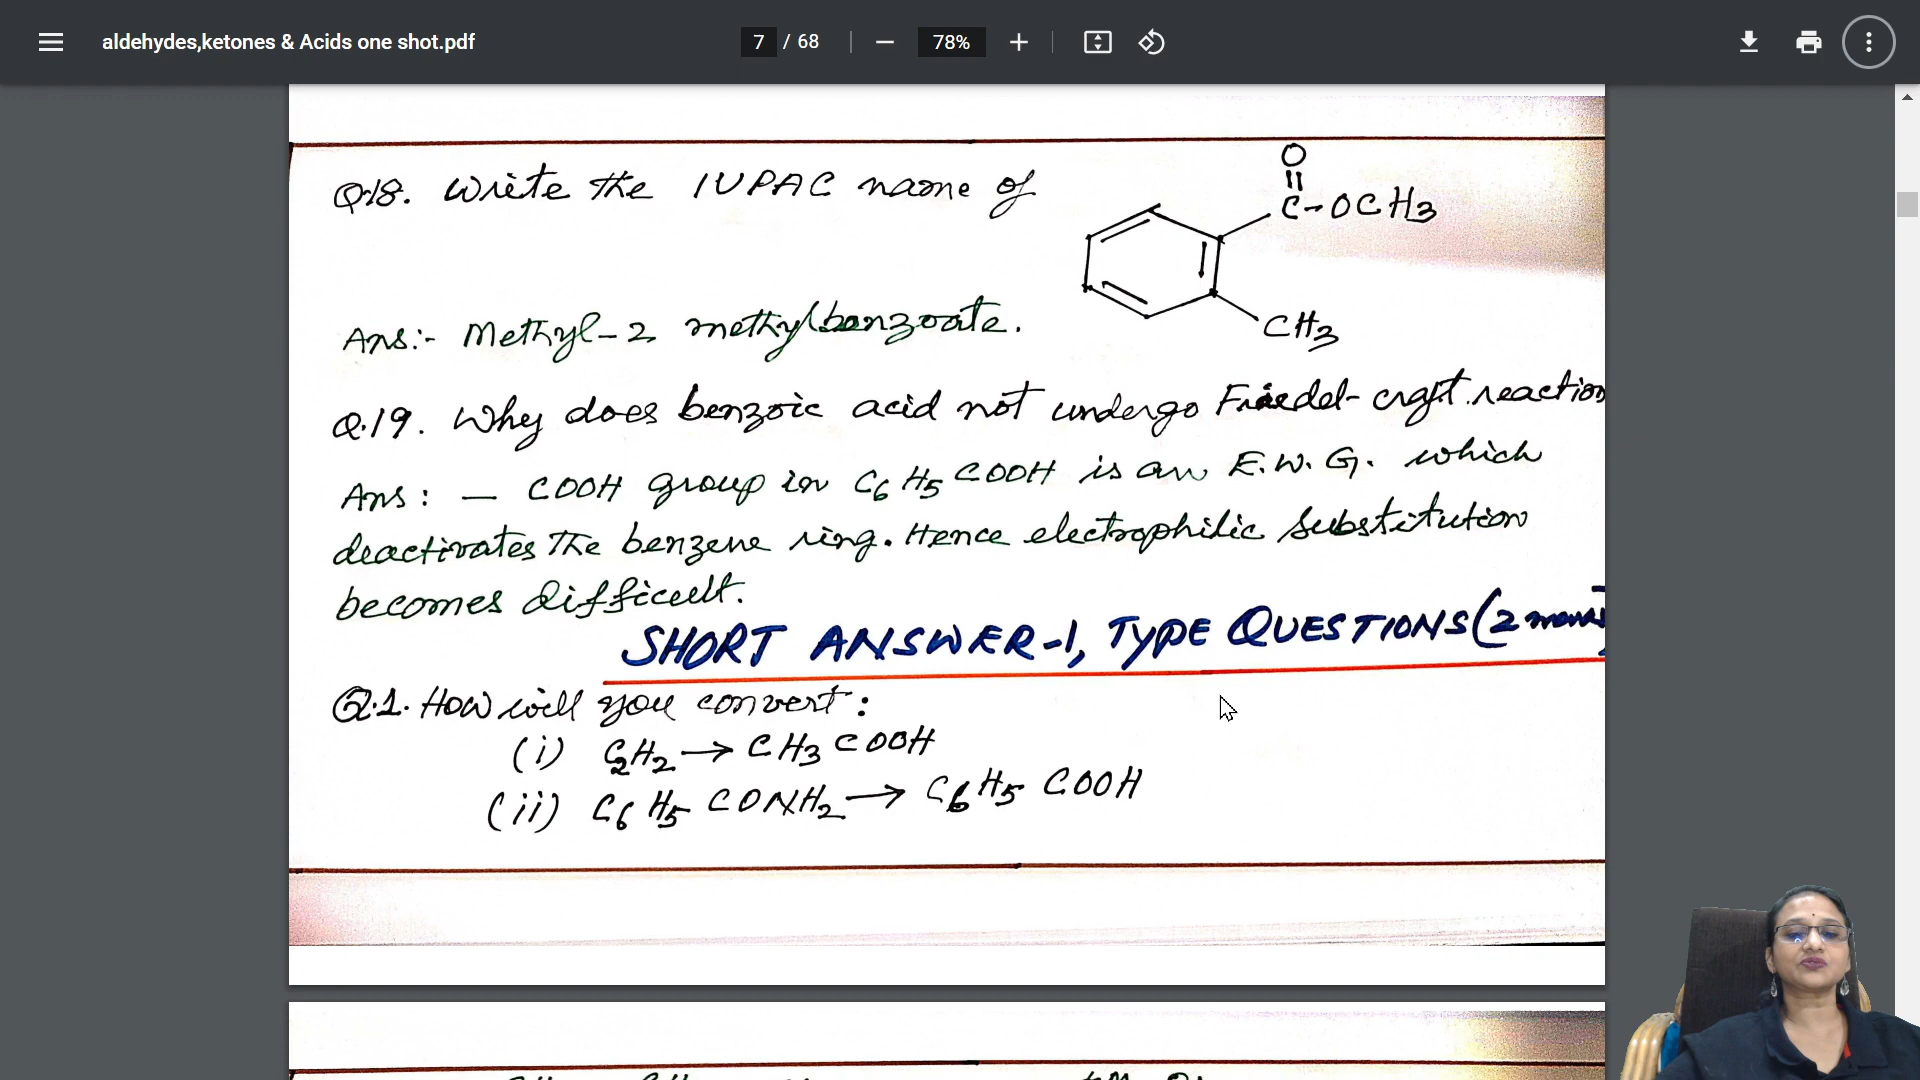 aldehydes,ketones & Acids one shot.pdf
7 / 68
78%
O
Q18. Write the IUPAC name of
C-OCH3
Ans:- Methyl-2 methylbenzoate.
CH3
Q.19. Why does benzoic acid not undergo Friedel-craft reaction
Ans: — COOH group in C6H5COOH is an E.W.G. which
deactivates the benzene ring. Hence electrophilic substitution
becomes difficult.
SHORT ANSWER-1, TYPE QUESTIONS (2 marks)
Q.1. How will you convert:
(i) C2H2 → CH3COOH
(ii) C6H5CONH2 → C6H5COOH